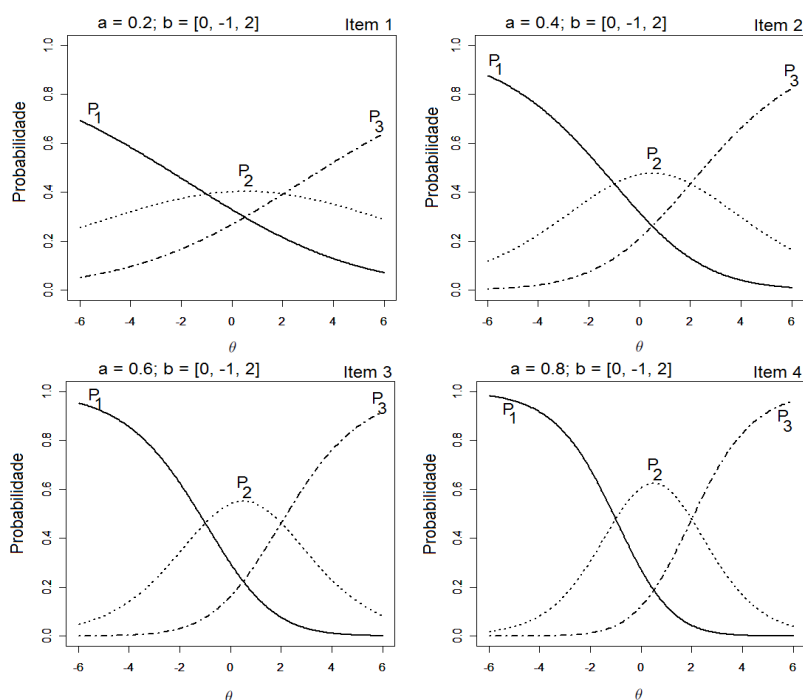 a = 0.2; b = [0, -1, 2] Item 1
Probabilidade
1.0
0.8
0.6
0.4
0.2
0.0
P1
P2
P3
-6 -4 -2 0 2 4 6
θ
a = 0.4; b = [0, -1, 2] Item 2
Probabilidade
1.0
0.8
0.6
0.4
0.2
0.0
P1
P2
P3
-6 -4 -2 0 2 4 6
θ
a = 0.6; b = [0, -1, 2] Item 3
Probabilidade
1.0
0.8
0.6
0.4
0.2
0.0
P1
P2
P3
-6 -4 -2 0 2 4 6
θ
a = 0.8; b = [0, -1, 2] Item 4
Probabilidade
1.0
0.8
0.6
0.4
0.2
0.0
P1
P2
P3
-6 -4 -2 0 2 4 6
θ